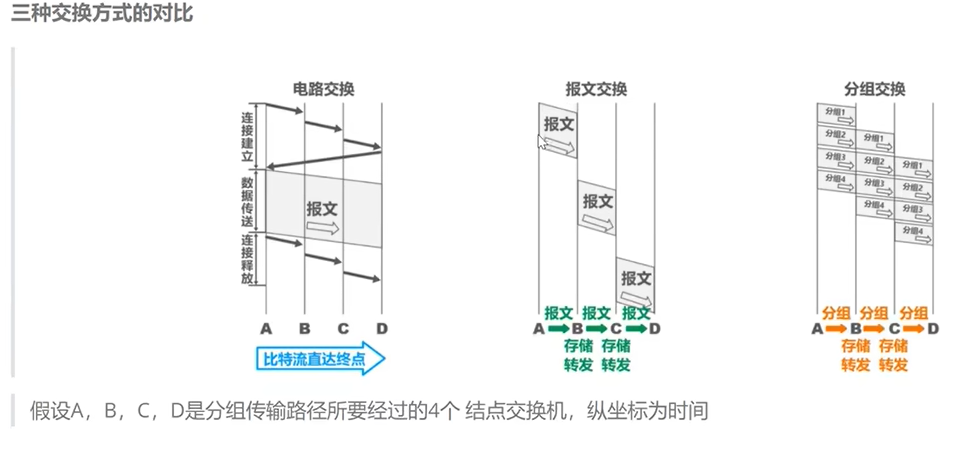 三种交换方式的对比
电路交换
连接建立
数据传送
报文
连接释放
A B C D
比特流直达终点
报文交换
报文
报文
报文
报文 报文 报文
A B C D
存储 存储
转发 转发
分组交换
分组1
分组2 分组1
分组3 分组2 分组1
分组4 分组3 分组2
分组4 分组3
分组4
分组 分组 分组
A B C D
存储 存储
转发 转发
假设A，B，C，D是分组传输路径所要经过的4个 结点交换机，纵坐标为时间